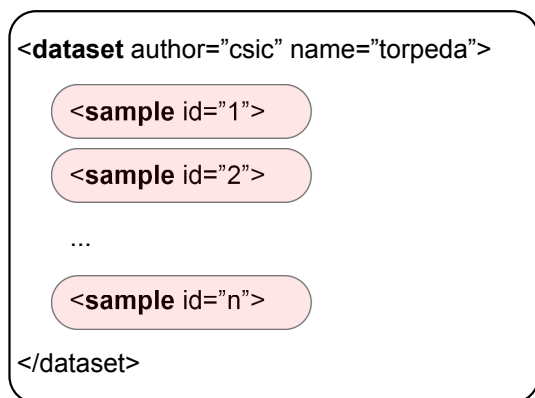 <dataset author=”csic” name=”torpeda”>
<sample id=”1”>
<sample id=”2”>
...
<sample id=”n”>
</dataset>